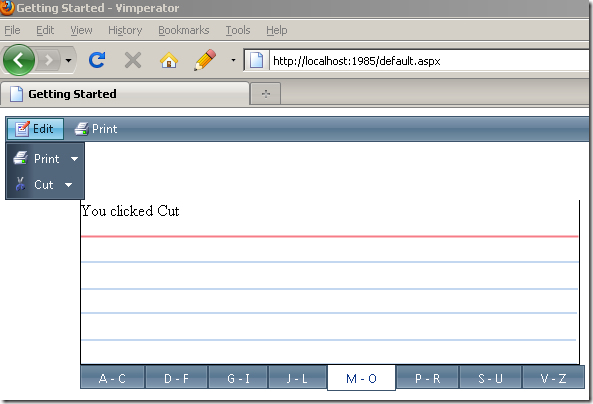 Getting Started - Vimperator
File Edit View History Bookmarks Tools Help
http://localhost:1985/default.aspx
Getting Started
Edit Print
Print
Cut
You clicked Cut
A - C D - F G - I J - L M - O P - R S - U V - Z